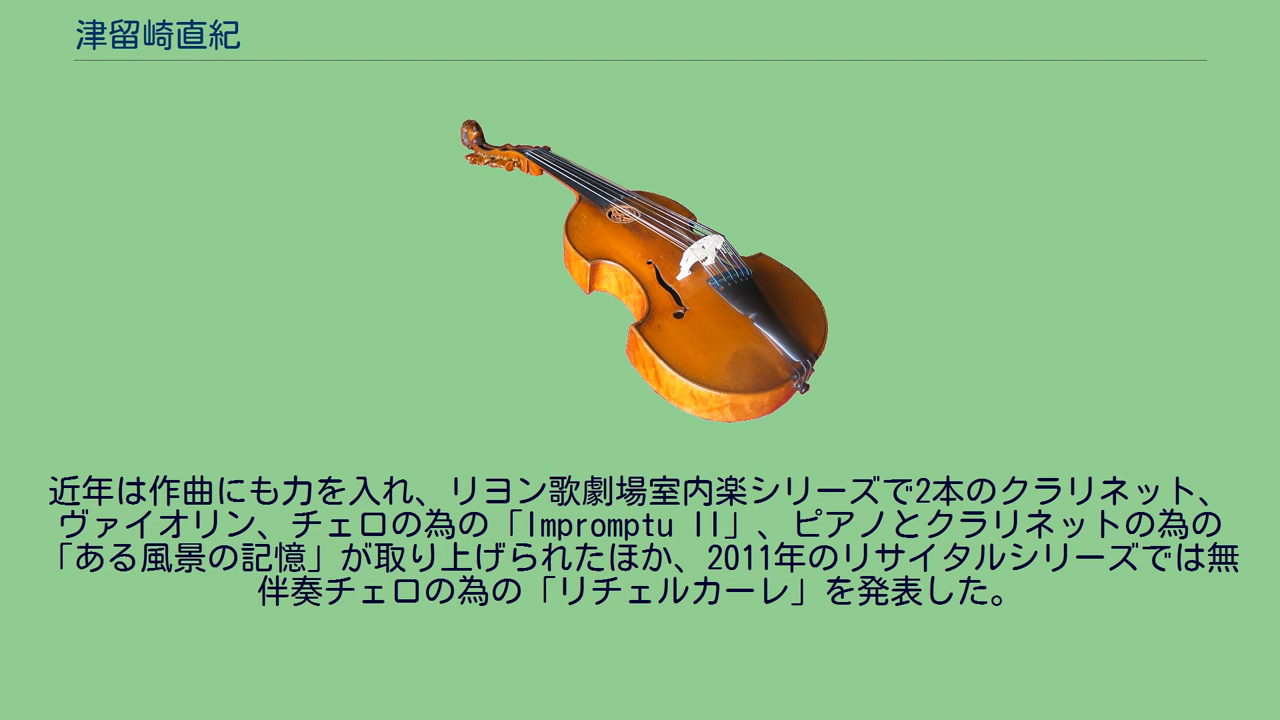 津留崎直紀
近年は作曲にも力を入れ、リヨン歌劇場室内楽シリーズで2本のクラリネット、
ヴァイオリン、チェロの為の「Impromptu II」、ピアノとクラリネットの為の
「ある風景の記憶」が取り上げられたほか、2011年のリサイタルシリーズでは無
伴奏チェロの為の「リチェルカーレ」を発表した。